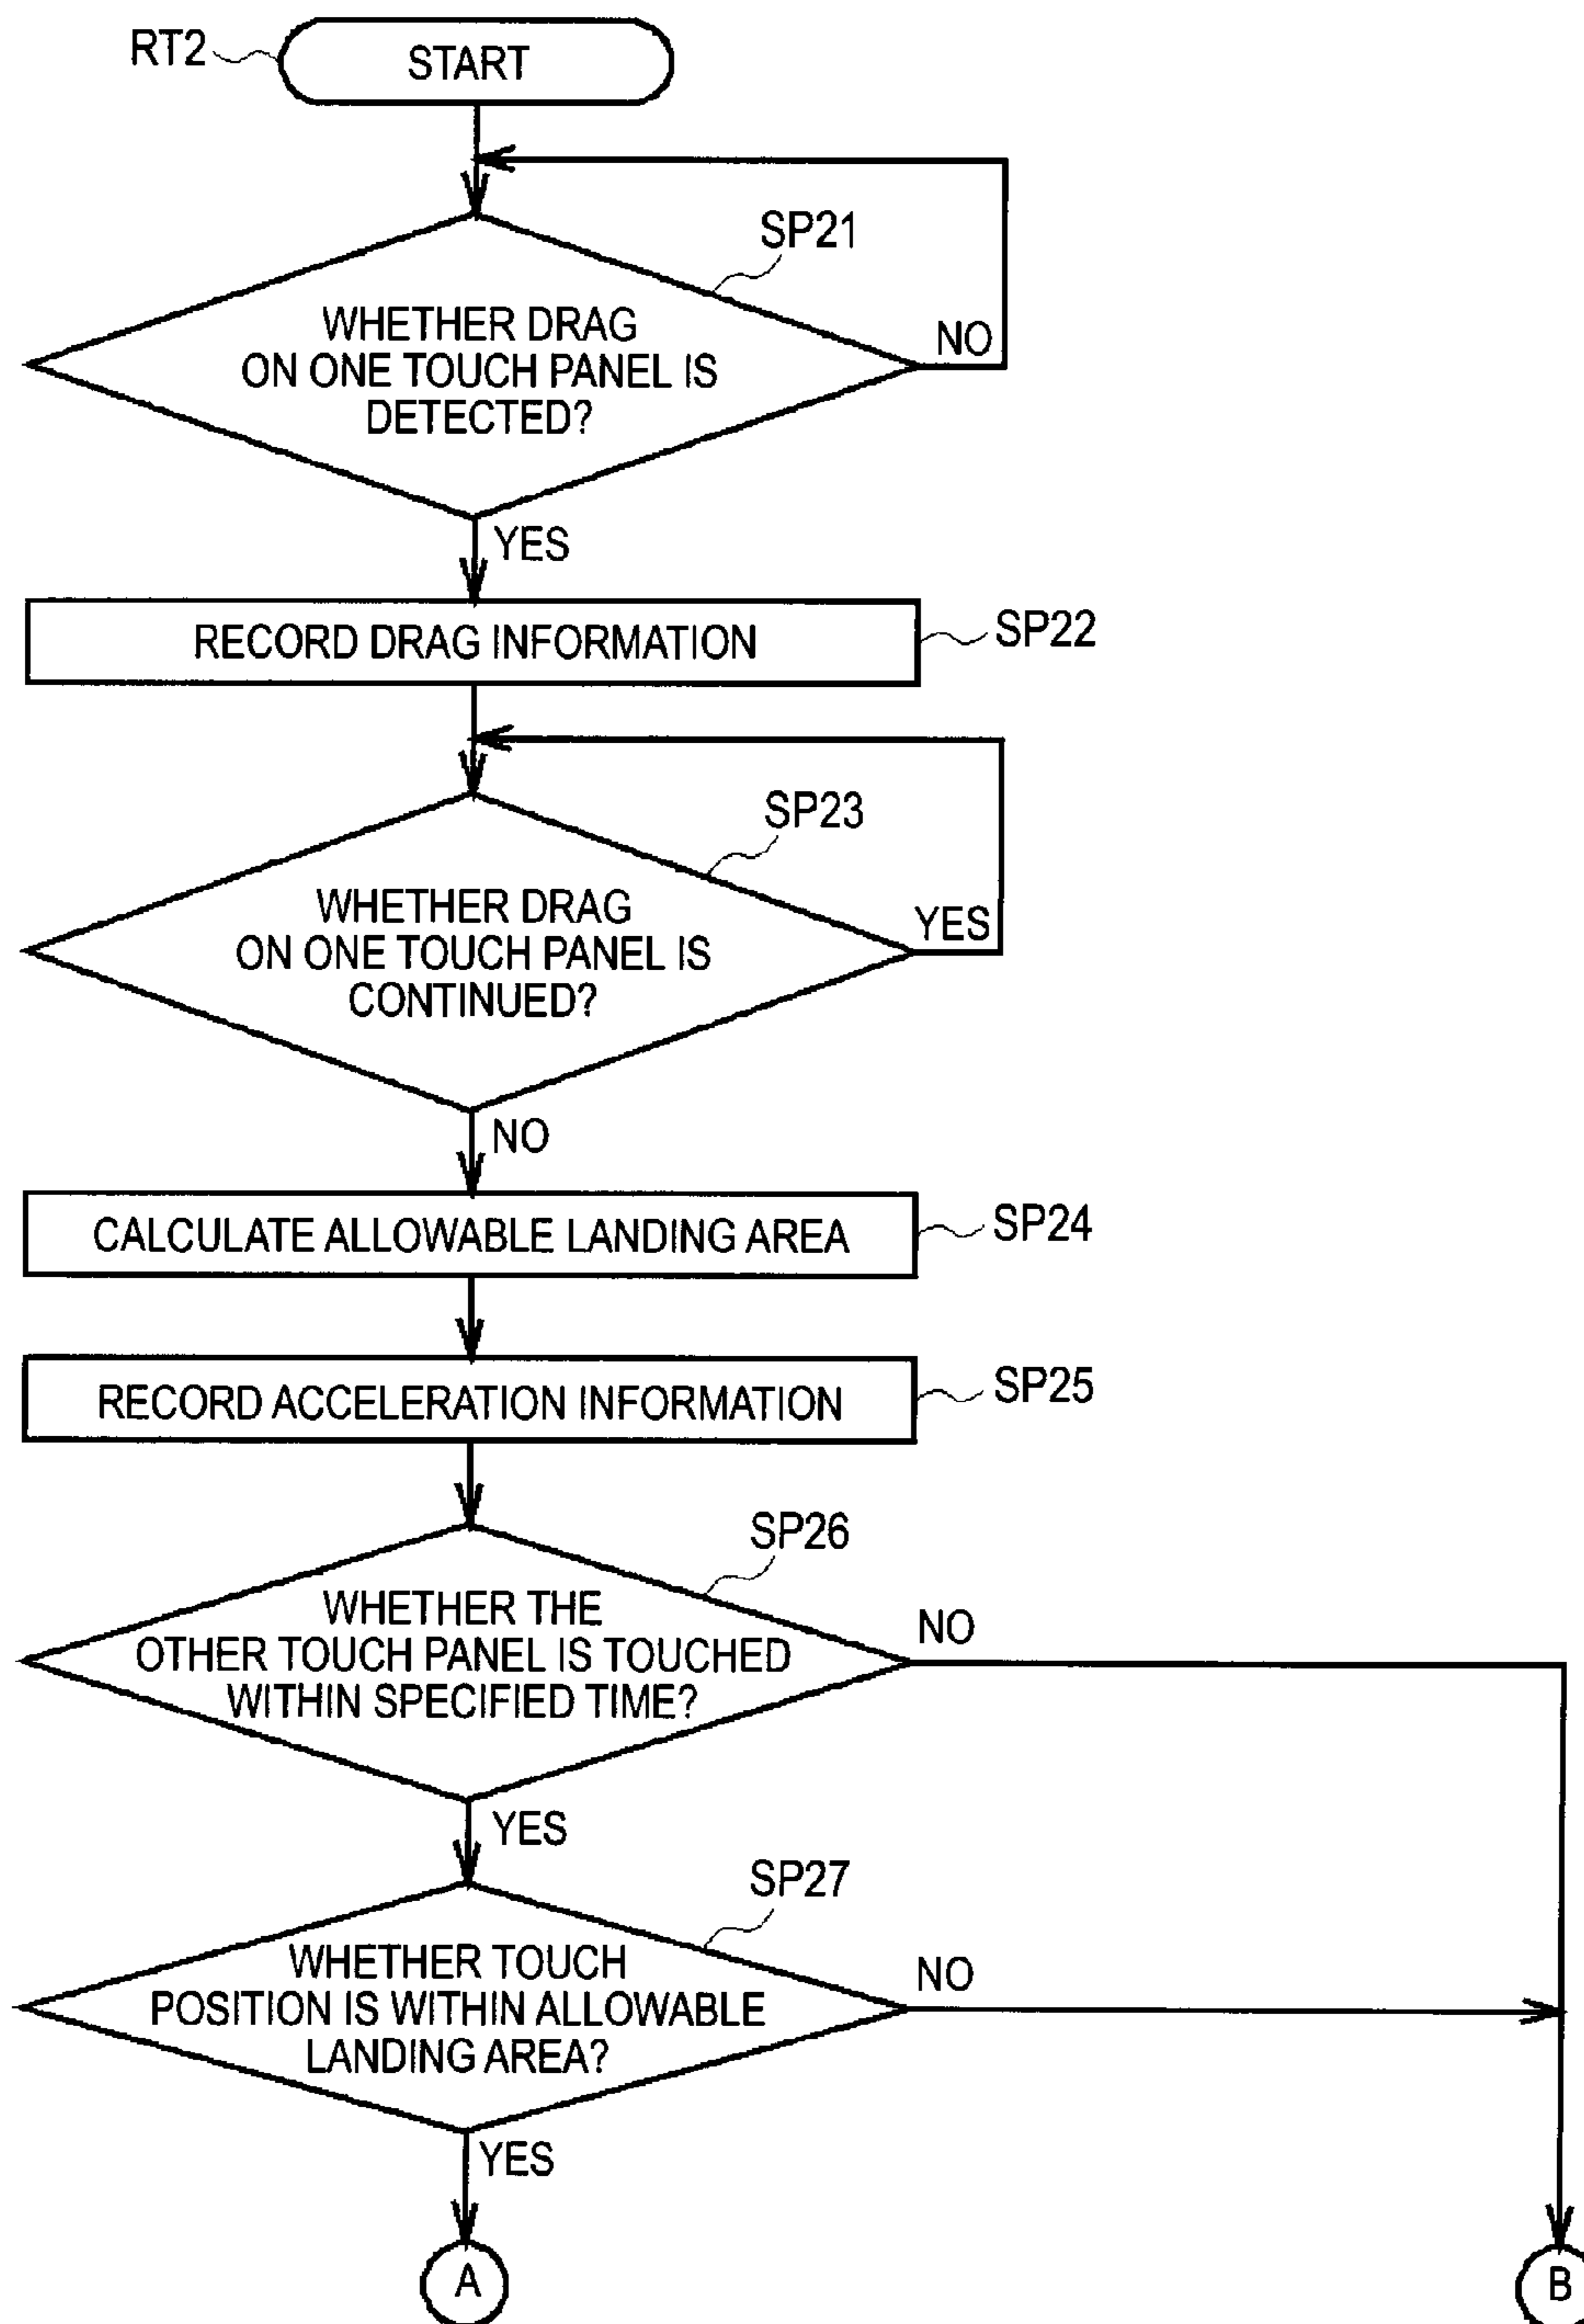 RT2
START
SP21
WHETHER DRAG
ON ONE TOUCH PANEL IS
DETECTED?
NO
YES
RECORD DRAG INFORMATION
SP22
SP23
WHETHER DRAG
ON ONE TOUCH PANEL IS
CONTINUED?
YES
NO
CALCULATE ALLOWABLE LANDING AREA
SP24
RECORD ACCELERATION INFORMATION
SP25
SP26
WHETHER THE
OTHER TOUCH PANEL IS TOUCHED
WITHIN SPECIFIED TIME?
NO
YES
SP27
WHETHER TOUCH
POSITION IS WITHIN ALLOWABLE
LANDING AREA?
NO
YES
A
B